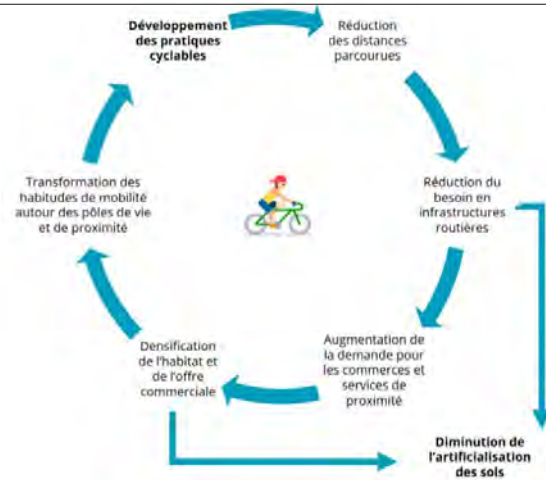 Développement
des pratiques
cyclables
Réduction
des distances
parcourues
Réduction du
besoin en
infrastructures
routières
Augmentation de
la demande pour
les commerces et
services de
proximité
Densification
de l'habitat et
de l'offre
commerciale
Transformation des
habitudes de mobilité
autour des pôles de vie
et de proximité
Diminution de
l'artificialisation
des sols